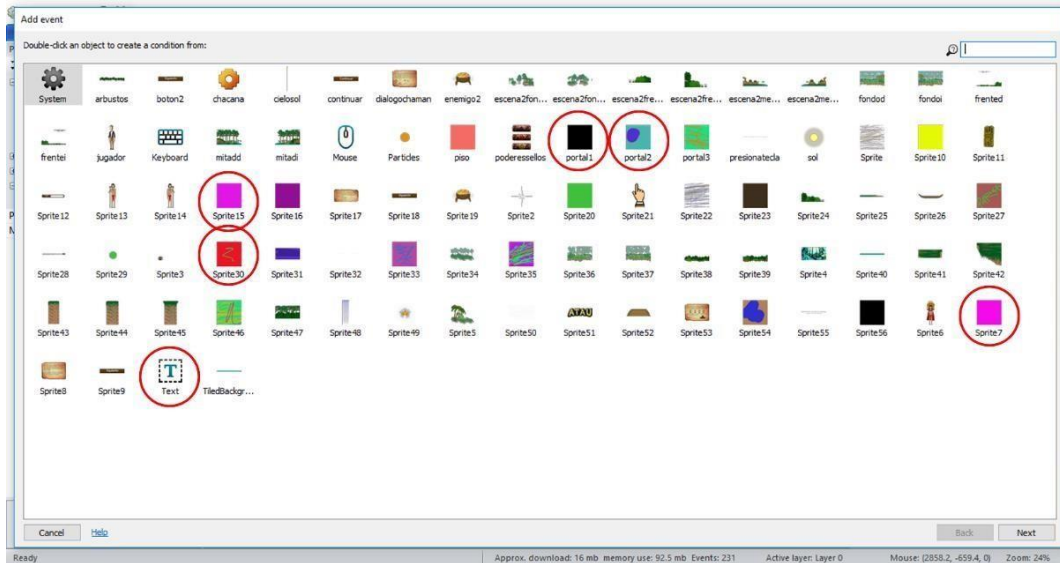 Add event
Double-click an object to create a condition from:
System arbustos boton2 chacana cielosol continuar dialogochaman enemigo2 escena2fon... escena2fon... escena2fre... escena2fre... escena2me... escena2me... fondod fondoi frented
frentei jugador Keyboard mitadd mitadi Mouse Particles piso poderessellos portal1 portal2 portal3 presionatecla sol Sprite Sprite10 Sprite11
Sprite12 Sprite13 Sprite14 Sprite15 Sprite16 Sprite17 Sprite18 Sprite19 Sprite2 Sprite20 Sprite21 Sprite22 Sprite23 Sprite24 Sprite25 Sprite26 Sprite27
Sprite28 Sprite29 Sprite3 Sprite30 Sprite31 Sprite32 Sprite33 Sprite34 Sprite35 Sprite36 Sprite37 Sprite38 Sprite39 Sprite4 Sprite40 Sprite41 Sprite42
ATAU
Sprite43 Sprite44 Sprite45 Sprite46 Sprite47 Sprite48 Sprite49 Sprite5 Sprite50 Sprite51 Sprite52 Sprite53 Sprite54 Sprite55 Sprite56 Sprite6 Sprite7
T
Sprite8 Sprite9 Text TiledBackgr...
Cancel Help Back Next
Ready Approx. download: 16 mb memory use: 92.5 mb Events: 231 Active layer: Layer 0 Mouse: (2858.2, -659.4, 0) Zoom: 24%